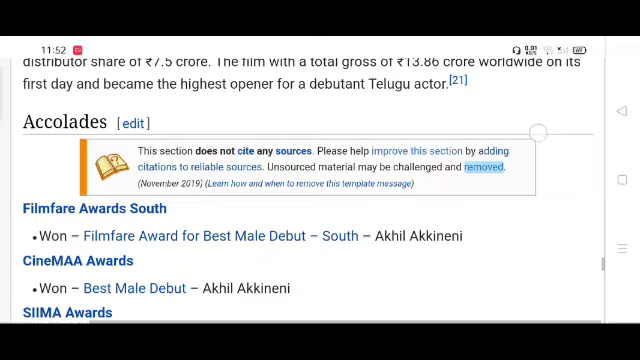 11:52
0.01
KB/S
distributor share of ₹7.5 crore. The film with a total gross of ₹13.86 crore worldwide on its
first day and became the highest opener for a debutant Telugu actor.[21]
Accolades [edit]
This section does not cite any sources. Please help improve this section by adding
citations to reliable sources. Unsourced material may be challenged and removed.
(November 2019) (Learn how and when to remove this template message)
Filmfare Awards South
•Won – Filmfare Award for Best Male Debut – South – Akhil Akkineni
CineMAA Awards
•Won – Best Male Debut – Akhil Akkineni
SIIMA Awards